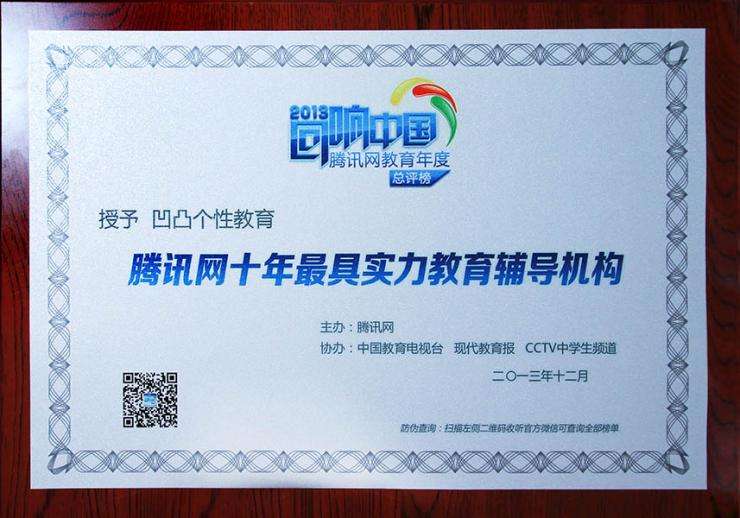 2013
回响中国
腾讯网教育年度
总评榜
授予 凹凸个性教育
腾讯网十年最具实力教育辅导机构
主办：腾讯网
协办：中国教育电视台 现代教育报 CCTV中学生频道
二〇一三年十二月
防伪查询：扫描左侧二维码收听官方微信可查询全部榜单